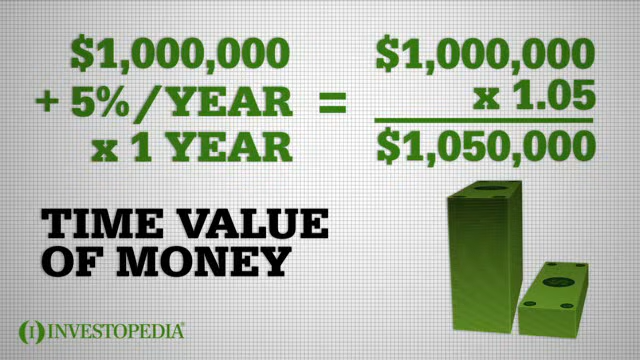 $1,000,000
+ 5%/YEAR
x 1 YEAR
=
$1,000,000
x 1.05
$1,050,000
TIME VALUE
OF MONEY
INVESTOPEDIA